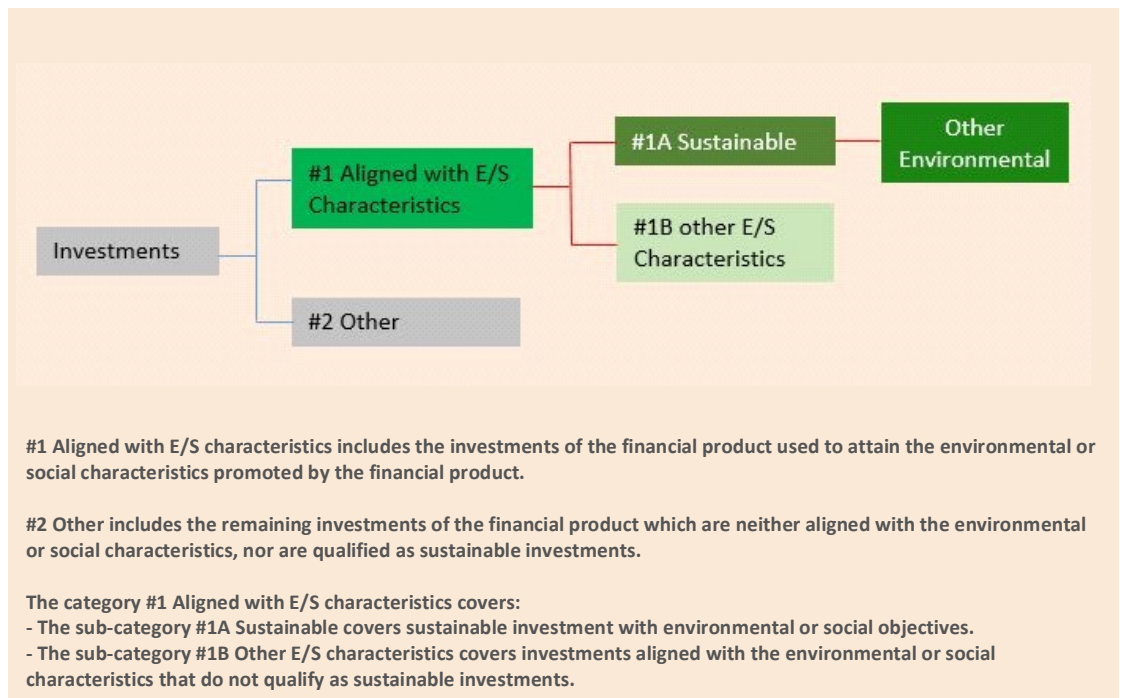 Other
Environmental
#1A Sustainable
#1 Aligned with E/S
Characteristics
#1B other E/S
Characteristics
Investments
#2 Other
#1 Aligned with E/S characteristics includes the investments of the financial product used to attain the environmental or
social characteristics promoted by the financial product.
#2 Other includes the remaining investments of the financial product which are neither aligned with the environmental
or social characteristics, nor are qualified as sustainable investments.
The category #1 Aligned with E/S characteristics covers:
- The sub-category #1A Sustainable covers sustainable investment with environmental or social objectives.
- The sub-category #1B Other E/S characteristics covers investments aligned with the environmental or social
characteristics that do not qualify as sustainable investments.